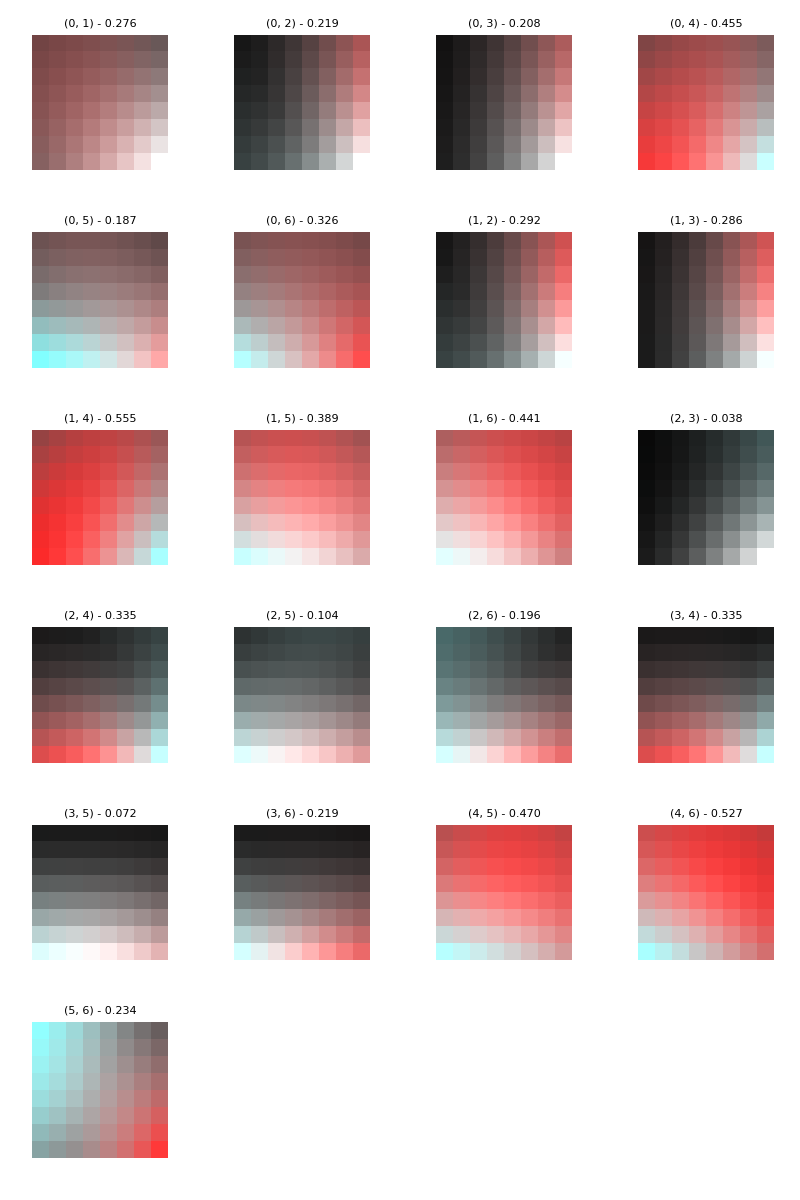 (0, 1) - 0.276
(0, 2) - 0.219
(0, 3) - 0.208
(0, 4) - 0.455
(0, 5) - 0.187
(0, 6) - 0.326
(1, 2) - 0.292
(1, 3) - 0.286
(1, 4) - 0.555
(1, 5) - 0.389
(1, 6) - 0.441
(2, 3) - 0.038
(2, 4) - 0.335
(2, 5) - 0.104
(2, 6) - 0.196
(3, 4) - 0.335
(3, 5) - 0.072
(3, 6) - 0.219
(4, 5) - 0.470
(4, 6) - 0.527
(5, 6) - 0.234